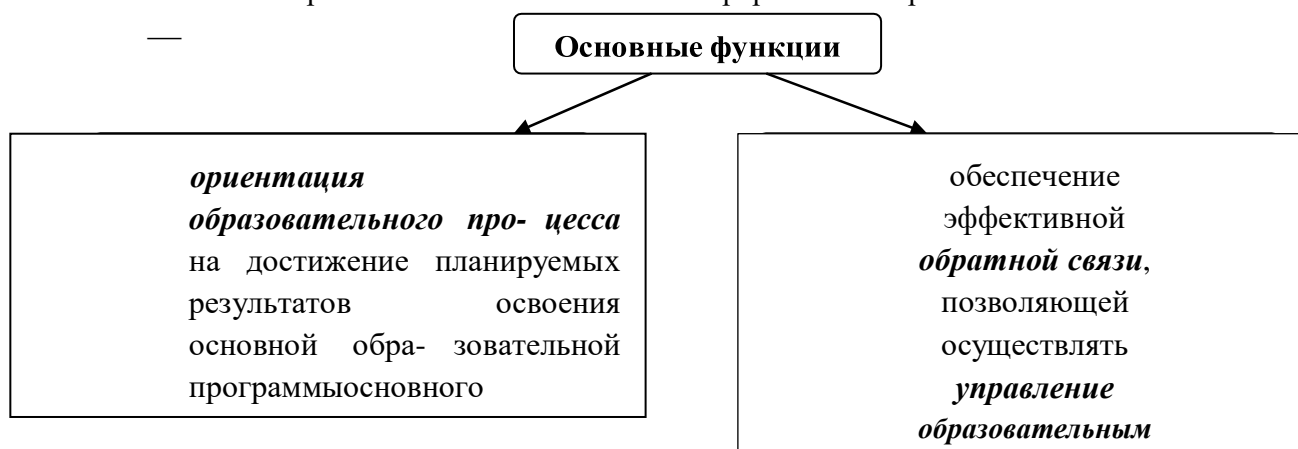 —
Основные функции
ориентация
образовательного про- цесса
на достижение планируемых
результатов освоения
основной обра- зовательной
программыосновного
обеспечение
эффективной
обратной связи,
позволяющей
осуществлять
управление
образовательным